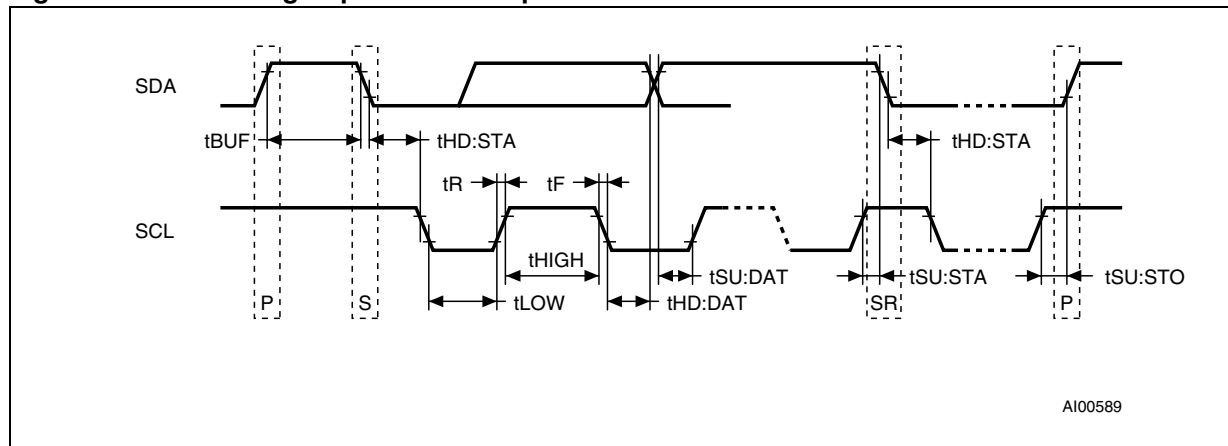 SDA
tBUF
tHD:STA
tHD:STA
tR
tF
SCL
tHIGH
tSU:DAT
tSU:STA
tSU:STO
P
S
tLOW
tHD:DAT
SR
P
AI00589